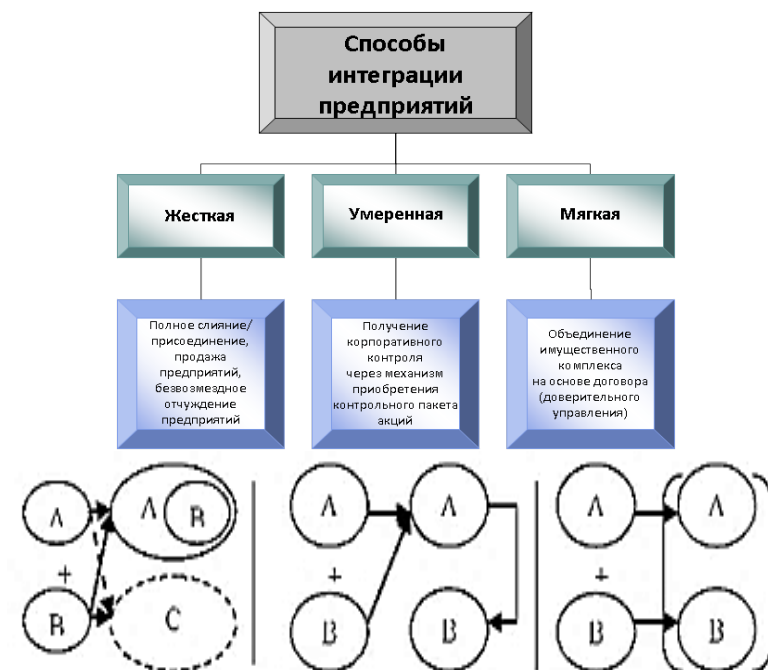 Способы
интеграции
предприятий
Жесткая
Умеренная
Мягкая
Полное слияние/
присоединение,
продажа
предприятий,
безвозмездное
отчуждение
предприятий
Получение
корпоративного
контроля
через механизм
приобретения
контрольного пакета
акций
Объединение
имущественного
комплекса
на основе договора
(доверительного
управления)
A
A
B
+
B
C
A
A
+
B
B
A
A
+
B
B